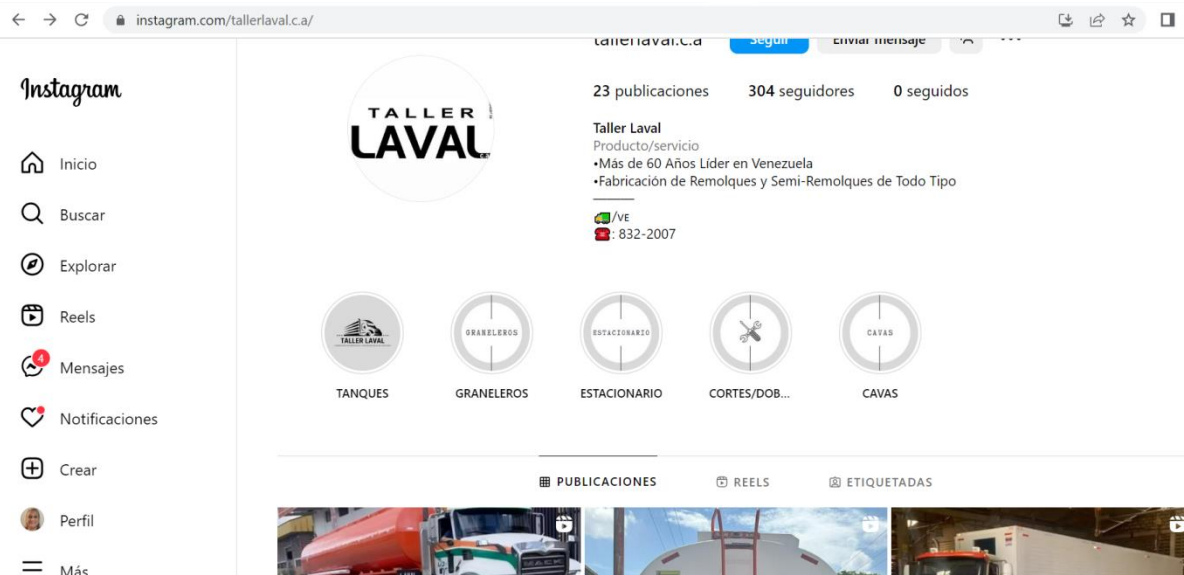 instagram.com/tallerlaval.c.a/
Instagram
Inicio
Buscar
Explorar
Reels
4
Mensajes
Notificaciones
Crear
Perfil
Más
tallerlaval.c.a
Seguir
Enviar mensaje
TALLER
LAVAL
ca
23 publicaciones 304 seguidores 0 seguidos
Taller Laval
Producto/servicio
•Más de 60 Años Líder en Venezuela
•Fabricación de Remolques y Semi-Remolques de Todo Tipo
/VE
: 832-2007
TALLER LAVAL
GRANELEROS
ESTACIONARIO
CAVAS
TANQUES
GRANELEROS
ESTACIONARIO
CORTES/DOB...
CAVAS
PUBLICACIONES
REELS
ETIQUETADAS
MACK